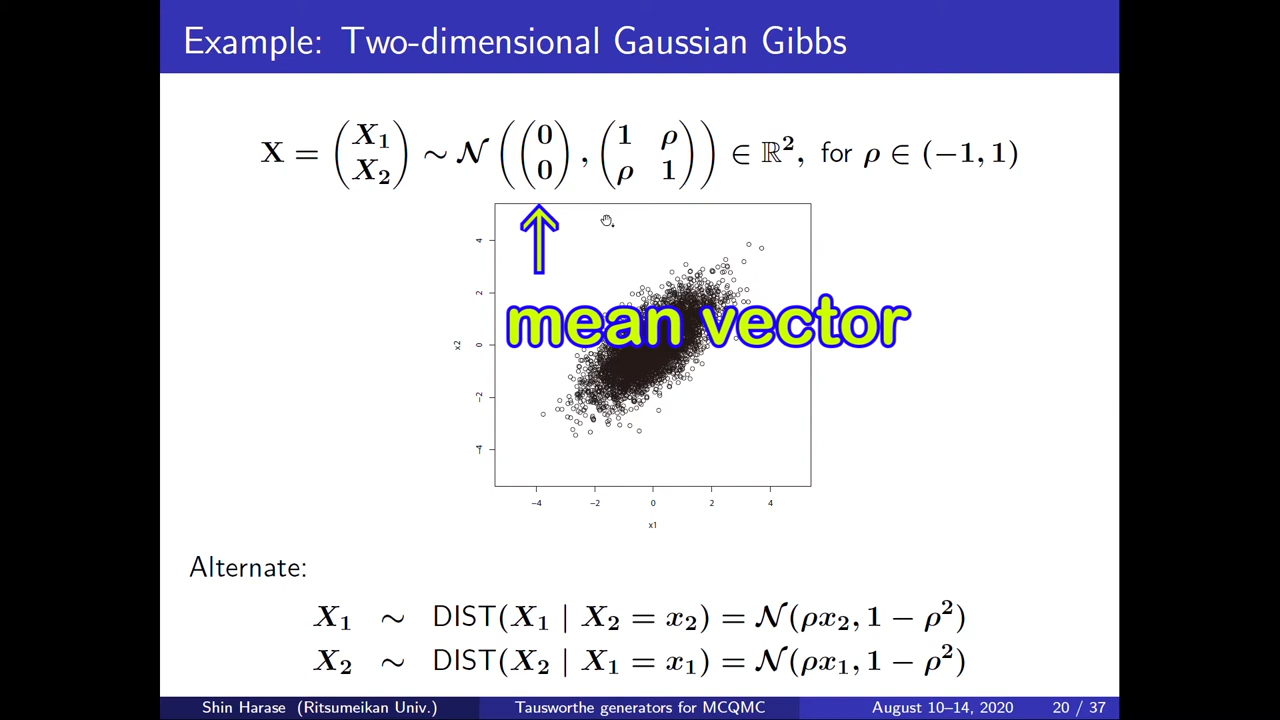 Example: Two-dimensional Gaussian Gibbs
X = (X₁ X₂) ∼ 𝒩 ((0 0), (1 ρ ρ 1)) ∈ ℝ², for ρ ∈ (−1, 1)
mean vector
4
2
0
−2
−4
x2
−4 −2 0 2 4
x1
Alternate:
X₁ ∼ DIST(X₁ | X₂ = x₂) = 𝒩(ρx₂, 1 − ρ²)
X₂ ∼ DIST(X₂ | X₁ = x₁) = 𝒩(ρx₁, 1 − ρ²)
Shin Harase (Ritsumeikan Univ.) Tausworthe generators for MCQMC August 10–14, 2020 20 / 37